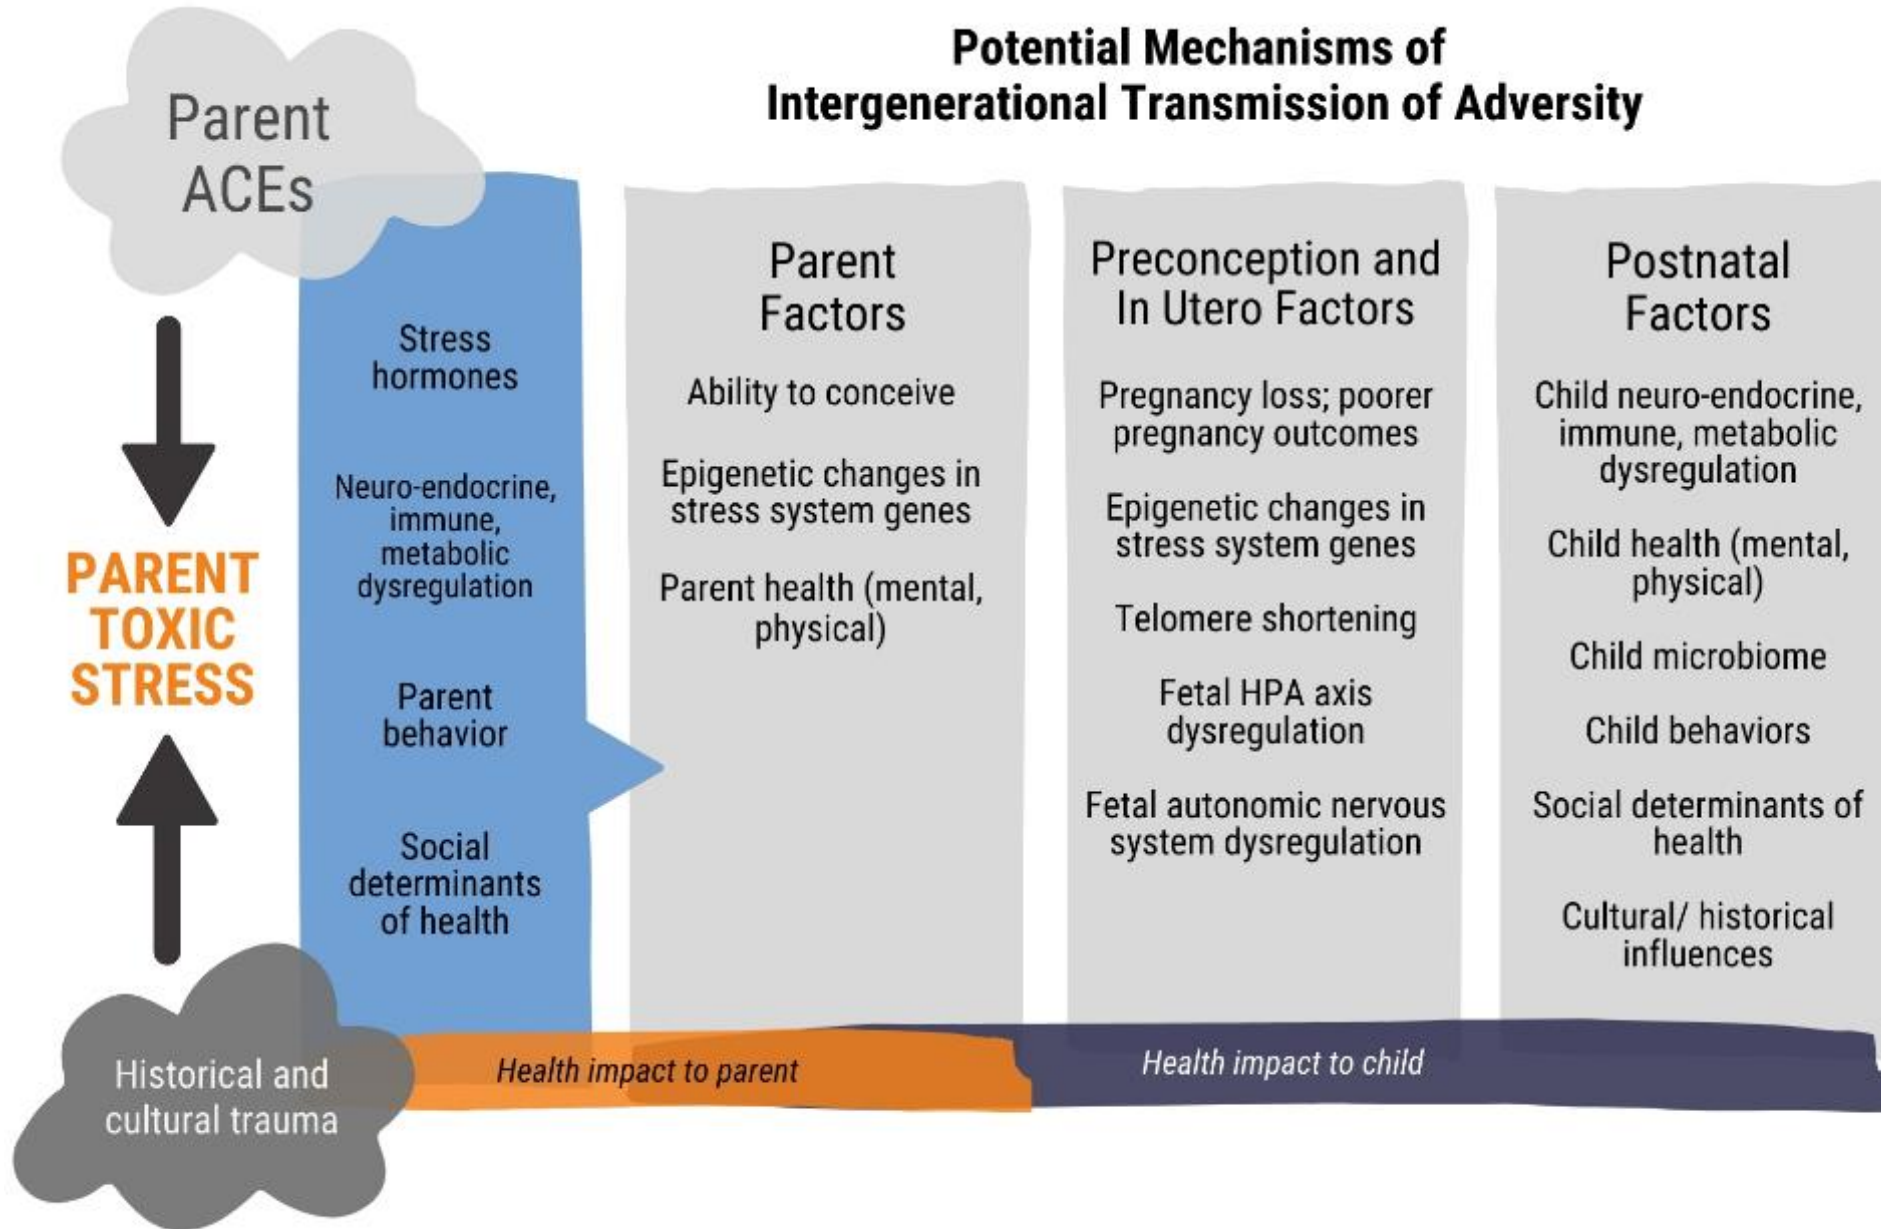 Potential Mechanisms of
Intergenerational Transmission of Adversity
Parent
ACEs
PARENT
TOXIC
STRESS
Historical and
cultural trauma
Stress
hormones
Neuro-endocrine,
immune,
metabolic
dysregulation
Parent
behavior
Social
determinants
of health
Parent
Factors
Ability to conceive
Epigenetic changes in
stress system genes
Parent health (mental,
physical)
Preconception and
In Utero Factors
Pregnancy loss; poorer
pregnancy outcomes
Epigenetic changes in
stress system genes
Telomere shortening
Fetal HPA axis
dysregulation
Fetal autonomic nervous
system dysregulation
Postnatal
Factors
Child neuro-endocrine,
immune, metabolic
dysregulation
Child health (mental,
physical)
Child microbiome
Child behaviors
Social determinants of
health
Cultural/ historical
influences
Health impact to parent
Health impact to child